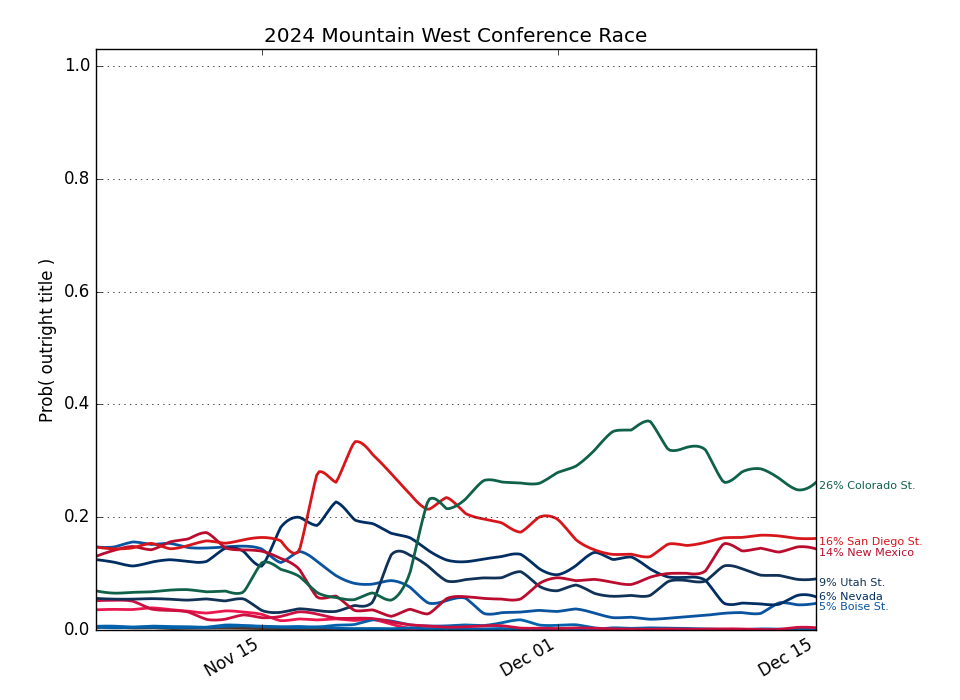 2024 Mountain West Conference Race
1.0
0.8
0.6
0.4
0.2
0.0
Prob( outright title )
26% Colorado St.
16% San Diego St.
14% New Mexico
9% Utah St.
6% Nevada
5% Boise St.
Nov 15
Dec 01
Dec 15